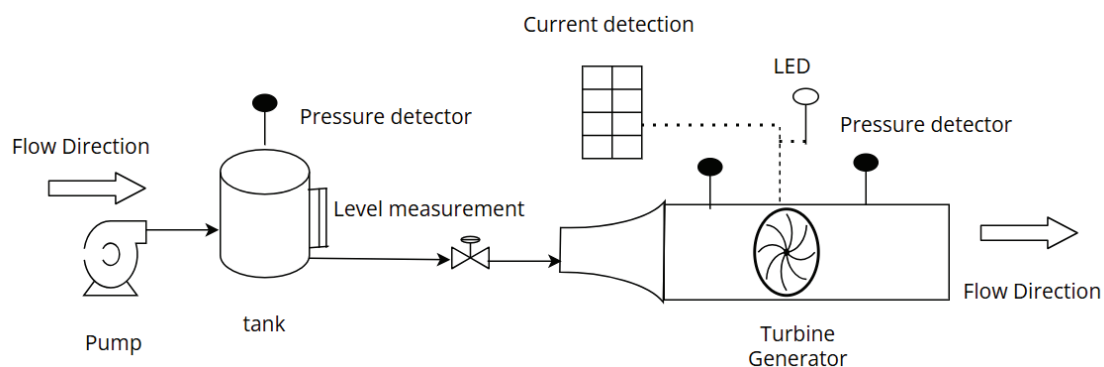 Current detection
LED
Pressure detector
Pressure detector
Flow Direction
Level measurement
Flow Direction
tank
Pump
Turbine
Generator